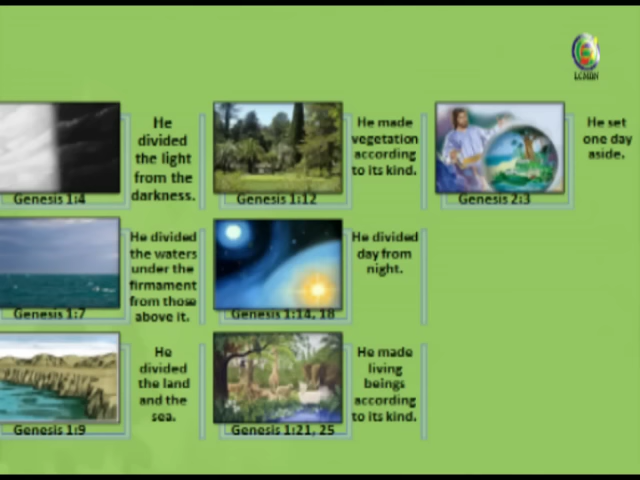 LCMBN
He
divided
the light
from the
darkness.
Genesis 1:4
He divided
the waters
under the
firmament
from those
above it.
Genesis 1:7
He
divided
the land
and the
sea.
Genesis 1:9
He made
vegetation
according
to its kind.
Genesis 1:12
He divided
day from
night.
Genesis 1:14, 18
He made
living
beings
according
to its kind.
Genesis 1:21, 25
He set
one day
aside.
Genesis 2:3